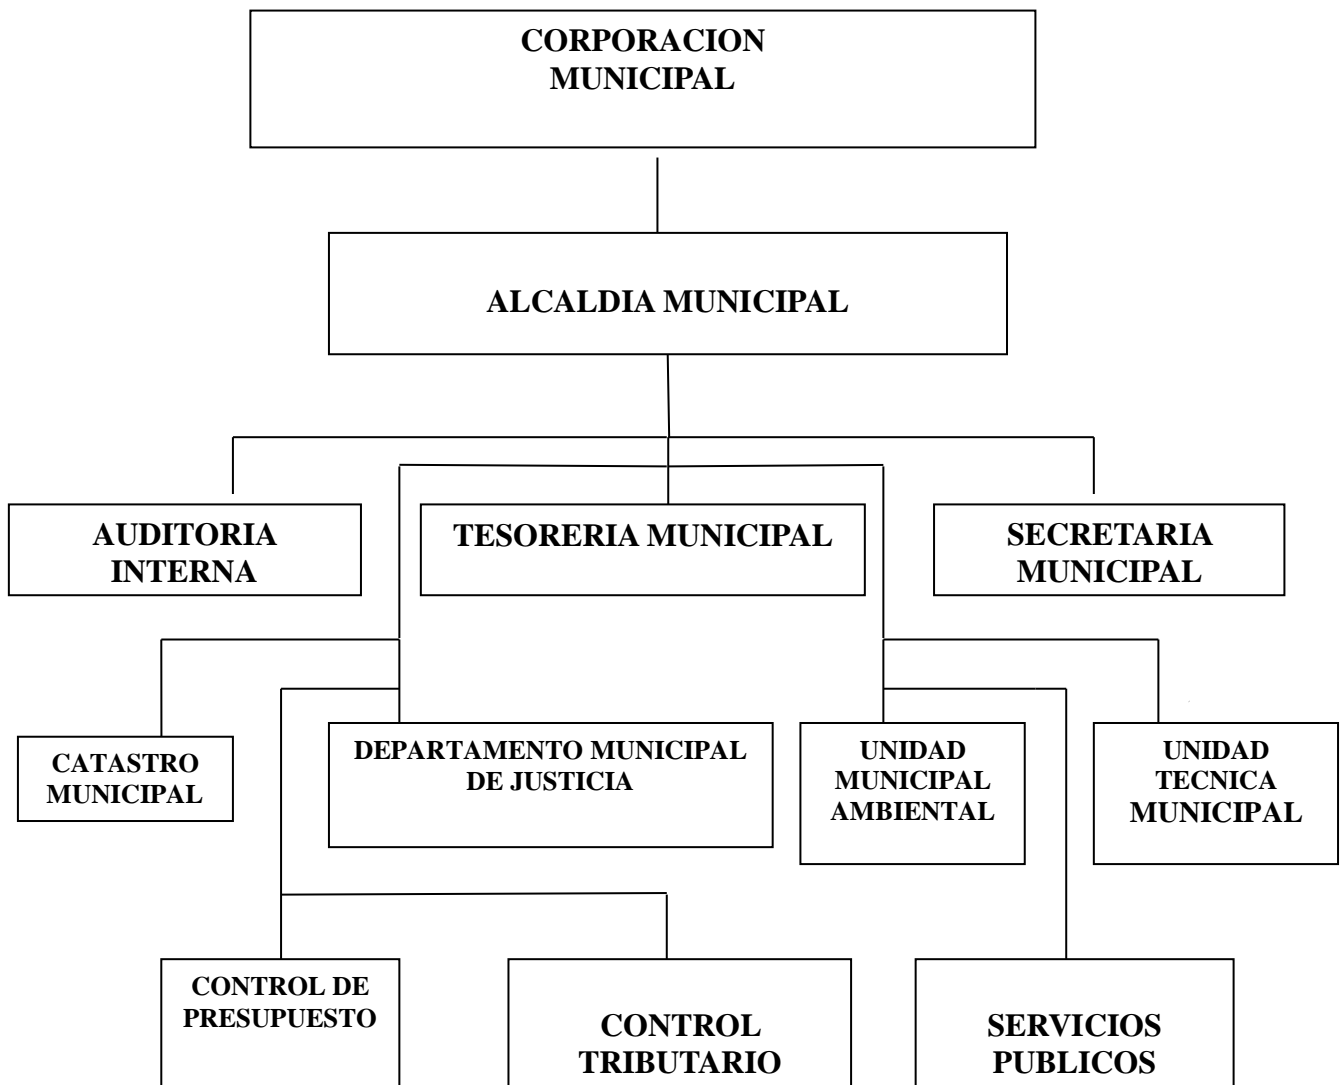 CORPORACION
MUNICIPAL
ALCALDIA MUNICIPAL
AUDITORIA
INTERNA
TESORERIA MUNICIPAL
SECRETARIA
MUNICIPAL
CATASTRO
MUNICIPAL
DEPARTAMENTO MUNICIPAL
DE JUSTICIA
UNIDAD
MUNICIPAL
AMBIENTAL
UNIDAD
TECNICA
MUNICIPAL
CONTROL DE
PRESUPUESTO
CONTROL
TRIBUTARIO
SERVICIOS
PUBLICOS